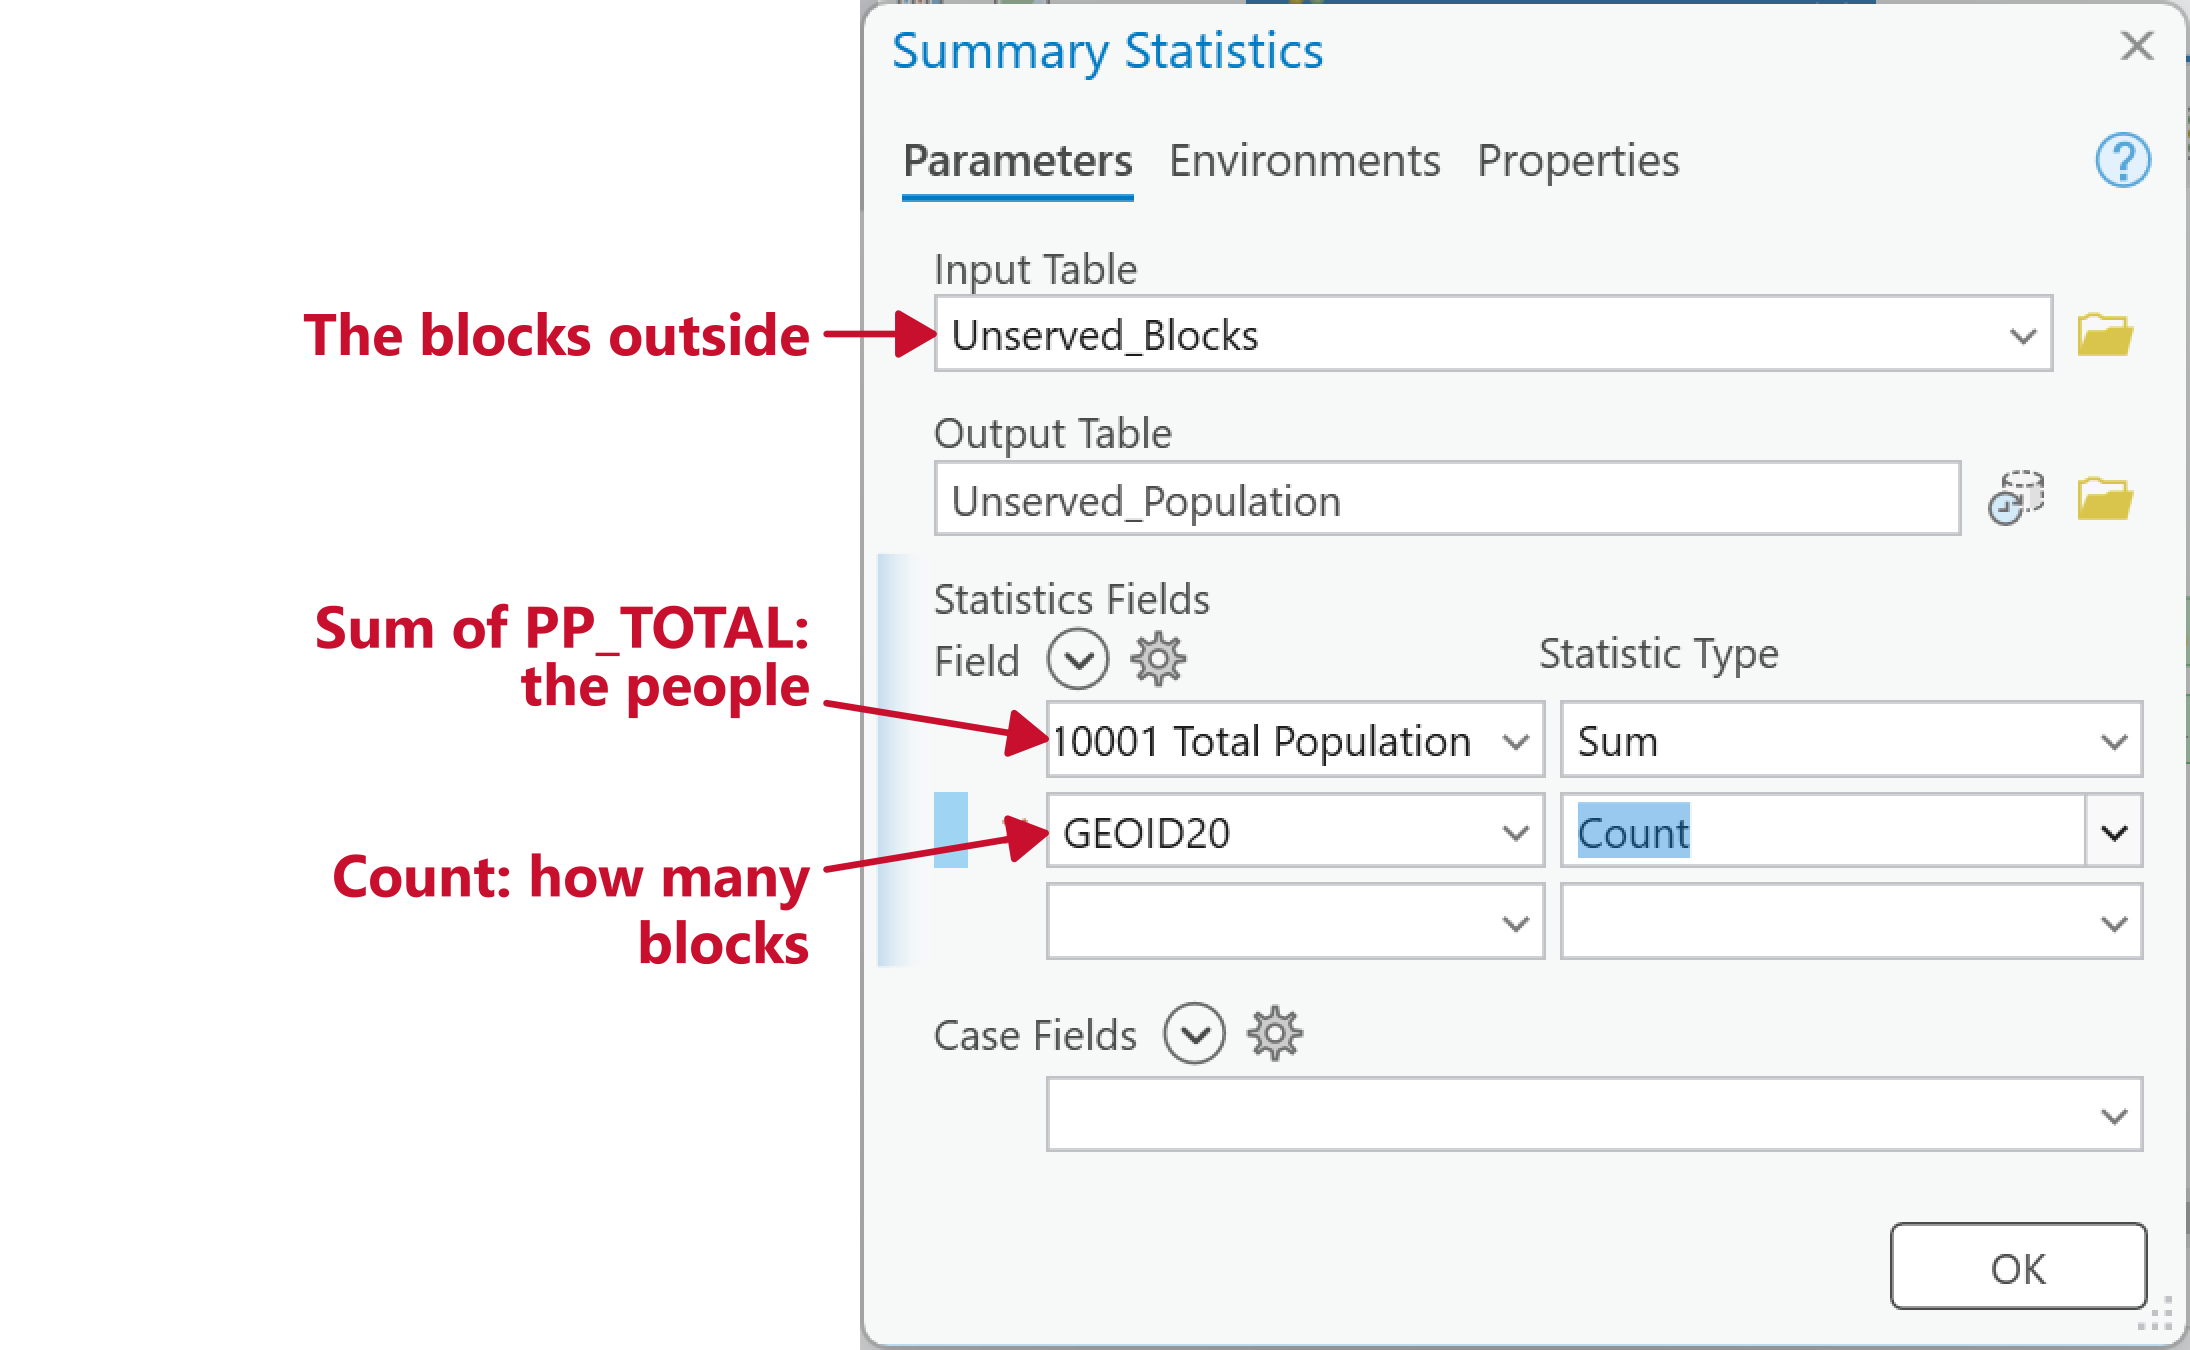 Summary Statistics
Parameters Environments Properties
?
Input Table
The blocks outside
Unserved_Blocks
Output Table
Unserved_Population
Statistics Fields
Sum of PP_TOTAL:
the people
Field
Statistic Type
10001 Total Population
Sum
GEOID20
Count
Count: how many
blocks
Case Fields
OK